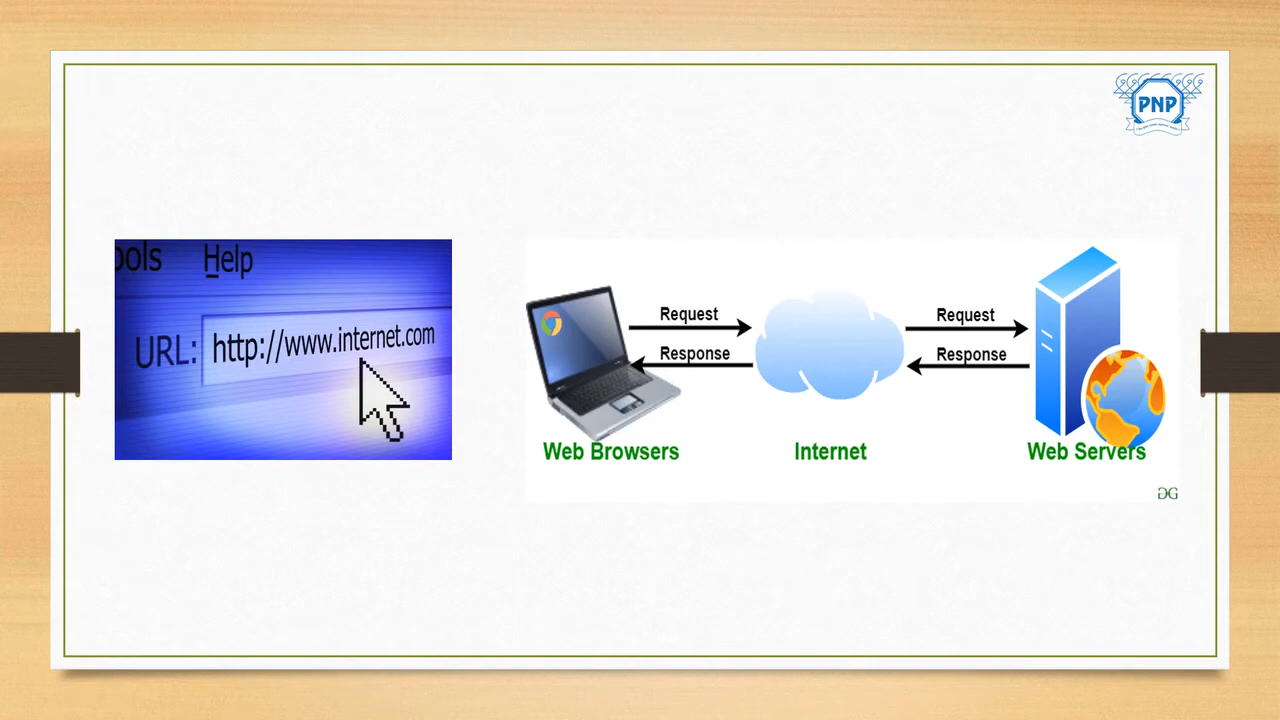 PNP
ools Help
URL: http://www.internet.com
Request
Request
Response
Response
Web Browsers
Internet
Web Servers